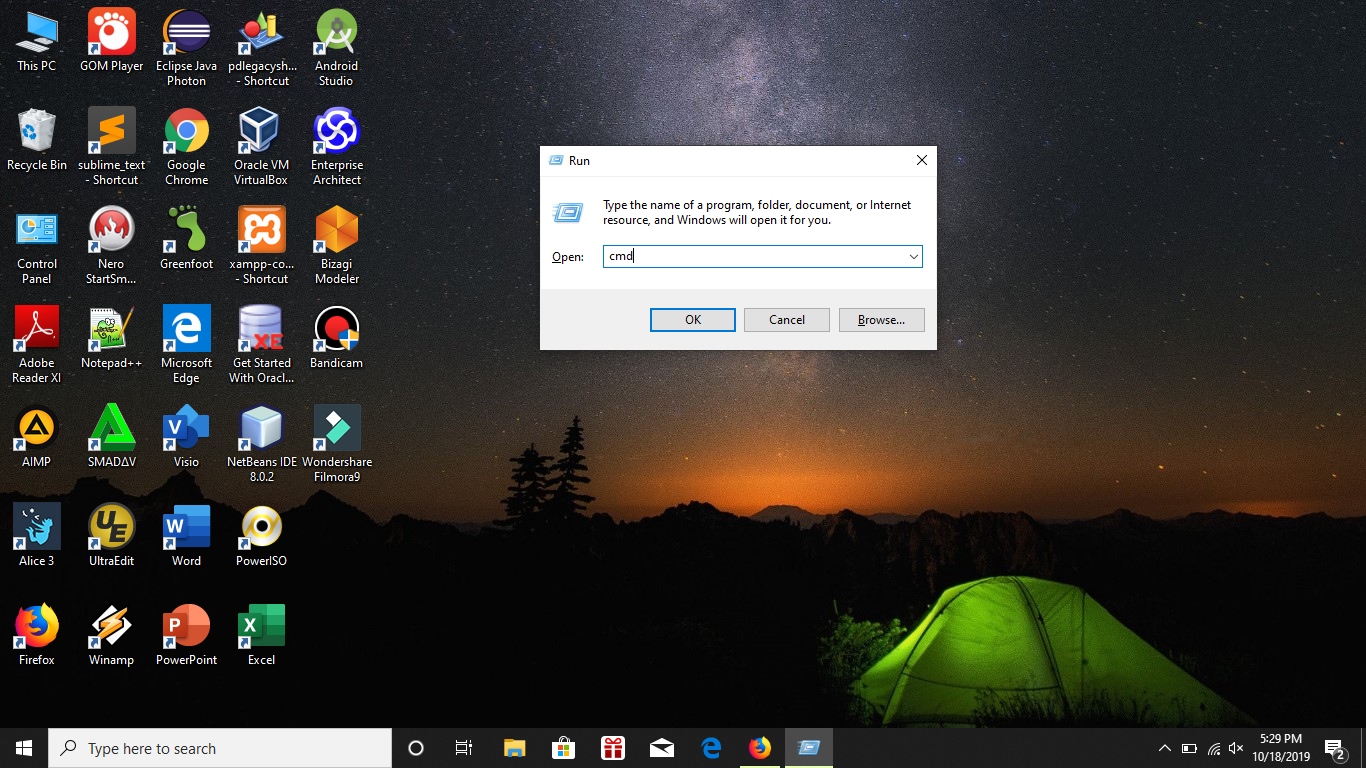 This PC
GOM Player
Eclipse Java
Photon
pdlegacysh...
- Shortcut
Android
Studio
Recycle Bin
sublime_text
- Shortcut
Google
Chrome
Oracle VM
VirtualBox
Enterprise
Architect
Control
Panel
Nero
StartSm...
Greenfoot
xampp-co...
- Shortcut
Bizagi
Modeler
Adobe
Reader XI
Notepad++
Microsoft
Edge
XE
Get Started
With Oracl...
Bandicam
AIMP
SMADΔV
V
Visio
NetBeans IDE
8.0.2
Wondershare
Filmora9
Alice 3
UE
UltraEdit
W
Word
PowerISO
Firefox
Winamp
P
PowerPoint
X
Excel
Run
Type the name of a program, folder, document, or Internet
resource, and Windows will open it for you.
Open:
cmd
OK
Cancel
Browse...
Type here to search
5:29 PM
10/18/2019
2